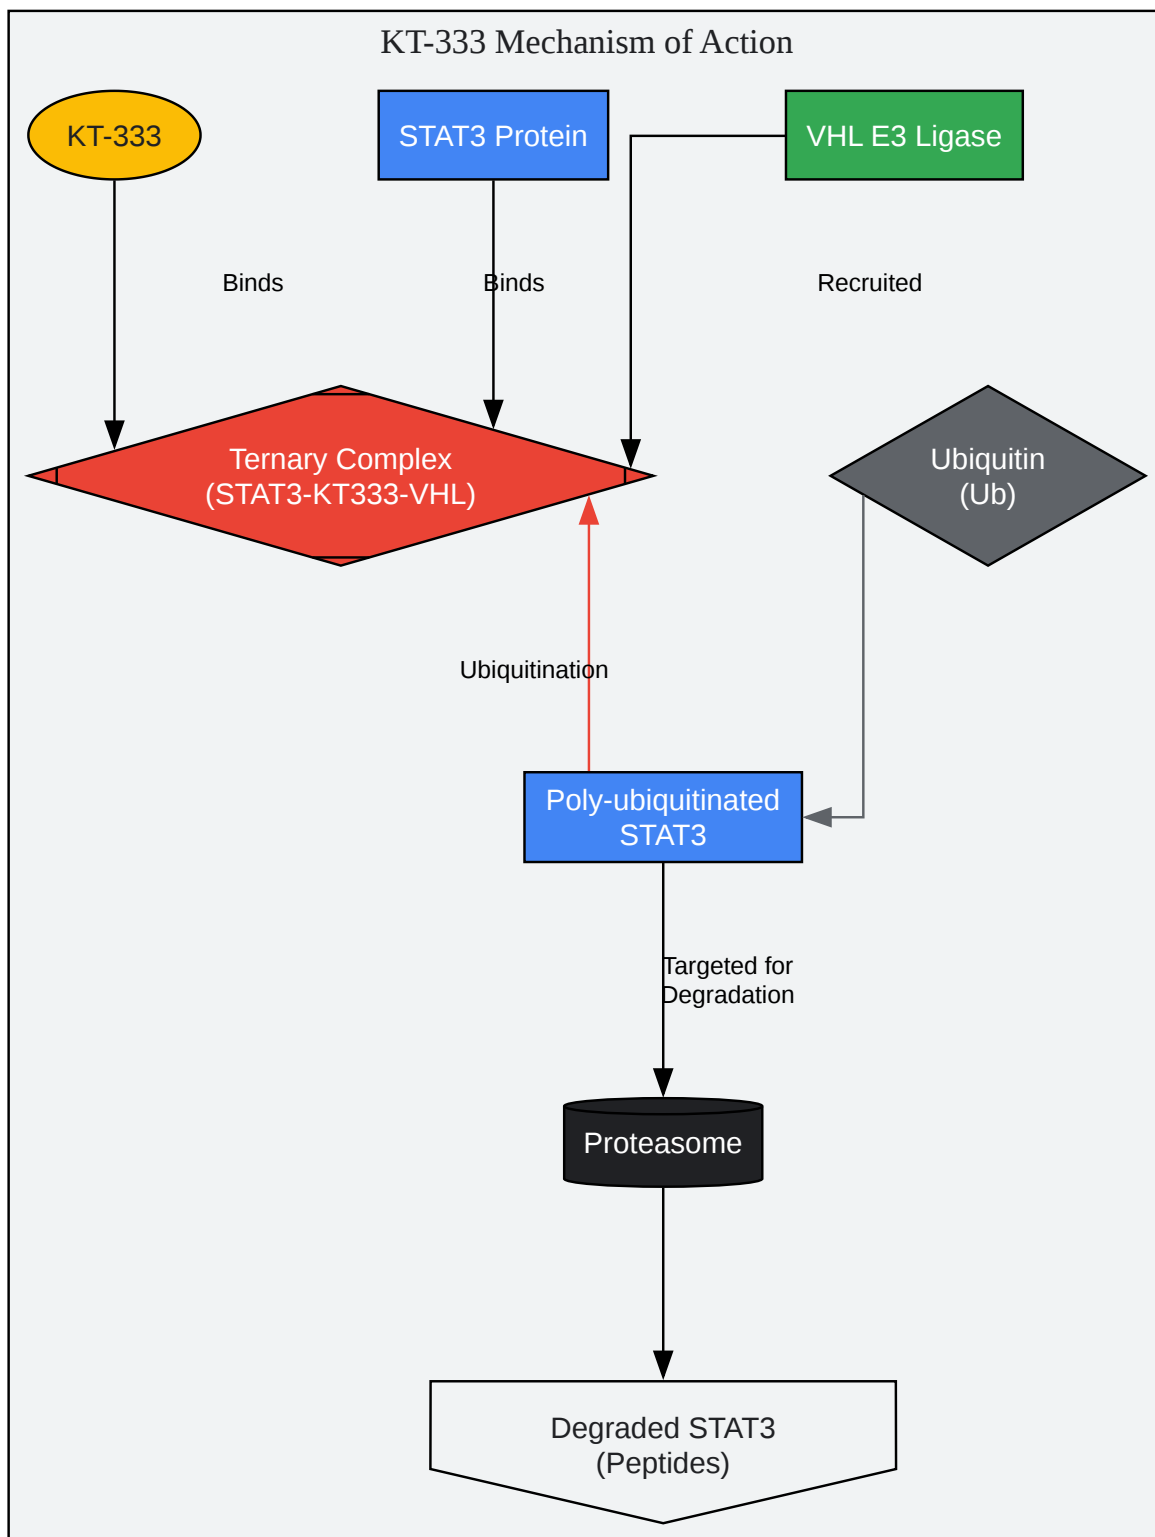 KT-333 Mechanism of Action
KT-333
STAT3 Protein
VHL E3 Ligase
Binds
Binds
Recruited
Ternary Complex
(STAT3-KT333-VHL)
Ubiquitin
(Ub)
Ubiquitination
Poly-ubiquitinated
STAT3
Targeted for
Degradation
Proteasome
Degraded STAT3
(Peptides)